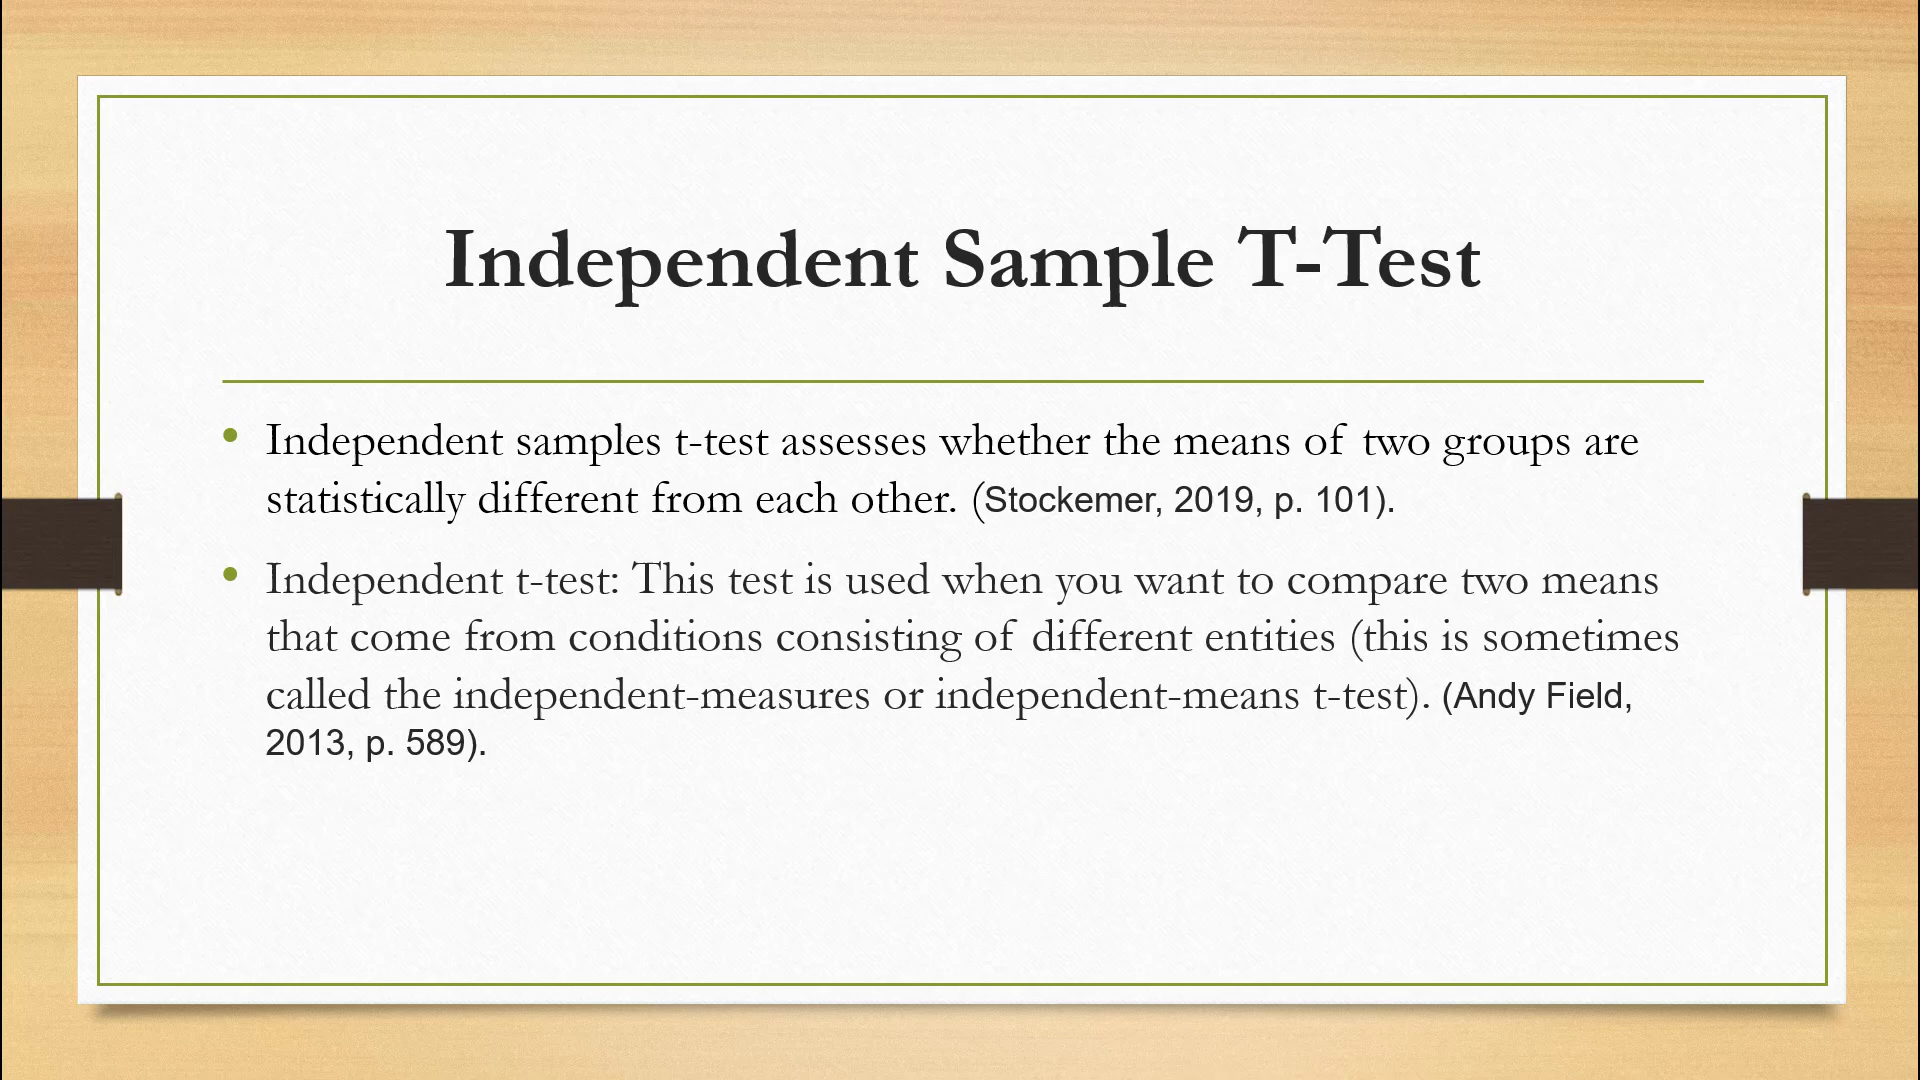 Independent Sample T-Test
• Independent samples t-test assesses whether the means of two groups are
statistically different from each other. (Stockemer, 2019, p. 101).
• Independent t-test: This test is used when you want to compare two means
that come from conditions consisting of different entities (this is sometimes
called the independent-measures or independent-means t-test). (Andy Field,
2013, p. 589).